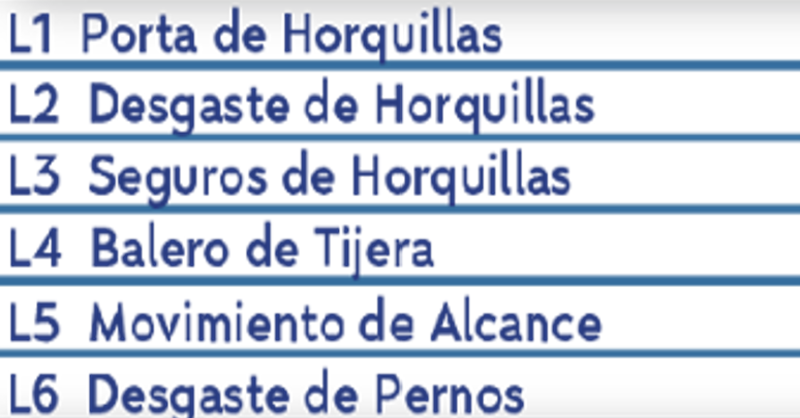 L1 Porta de Horquillas
L2 Desgaste de Horquillas
L3 Seguros de Horquillas
L4 Balero de Tijera
L5 Movimiento de Alcance
L6 Desgaste de Pernos